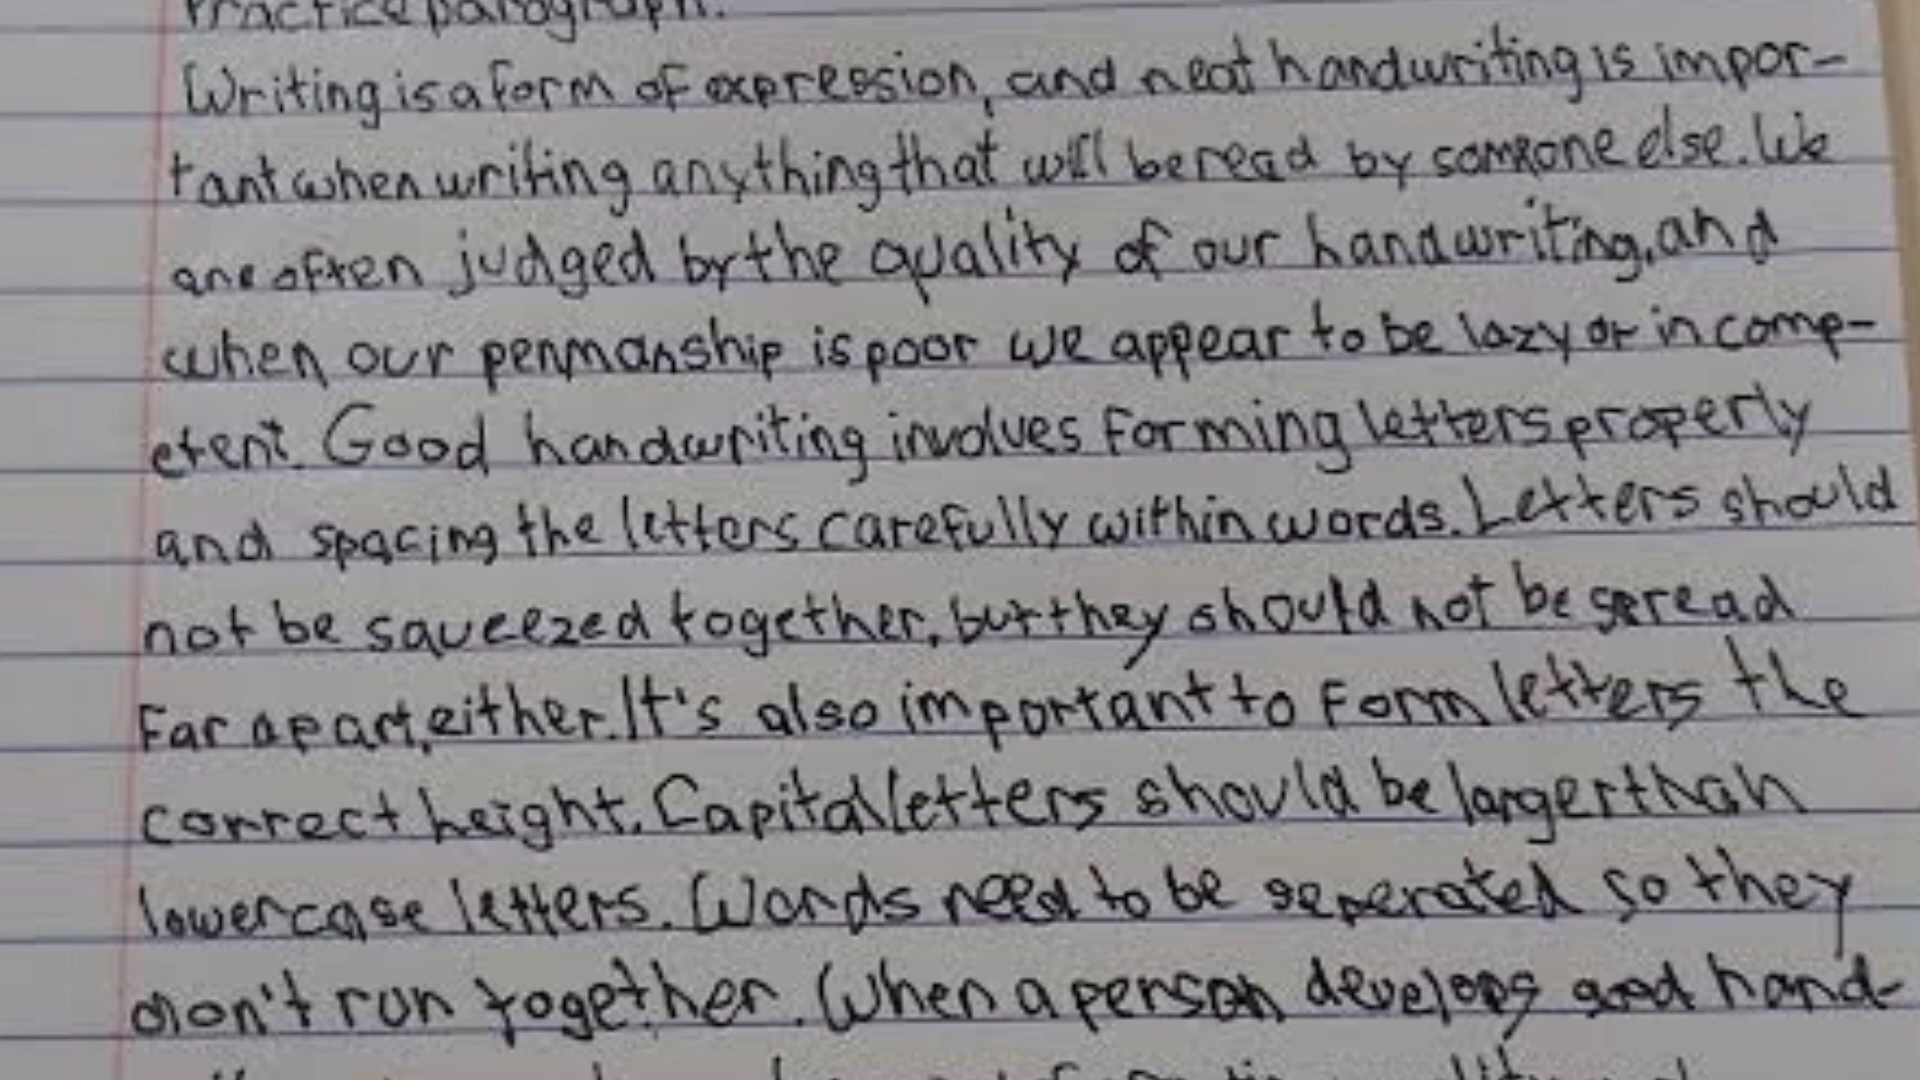 Practice paragraph.
Writing is a form of expression, and neat handwriting is impor-
tant when writing anything that will be read by someone else. We
are often judged by the quality of our handwriting, and
when our penmanship is poor we appear to be lazy or incomp-
etent. Good handwriting involves forming letters properly
and spacing the letters carefully within words. Letters should
not be squeezed together, but they should not be spread
far apart, either. It's also important to form letters the
correct height. Capital letters should be larger than
lowercase letters. Words need to be seperated so they
don't run together. When a person develops good hand-